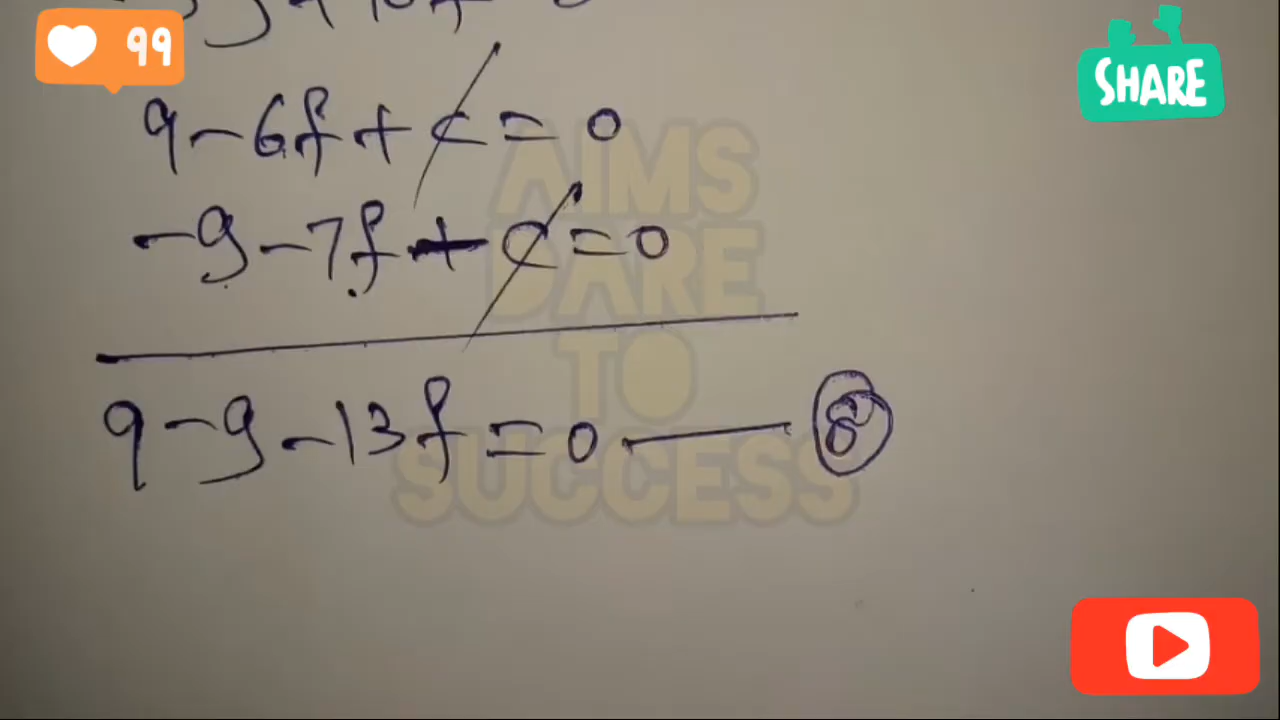 99
SHARE
9 - 6f + c = 0
- g - 7f + c = 0
9 - g - 13f = 0 — 8
AIMS
DARE
TO
SUCCESS